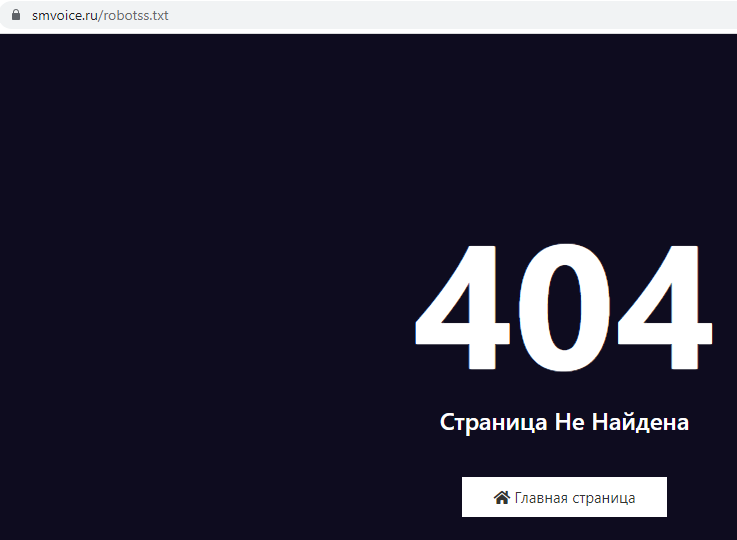 smvoice.ru/robotss.txt
404
Страница Не Найдена
Главная страница